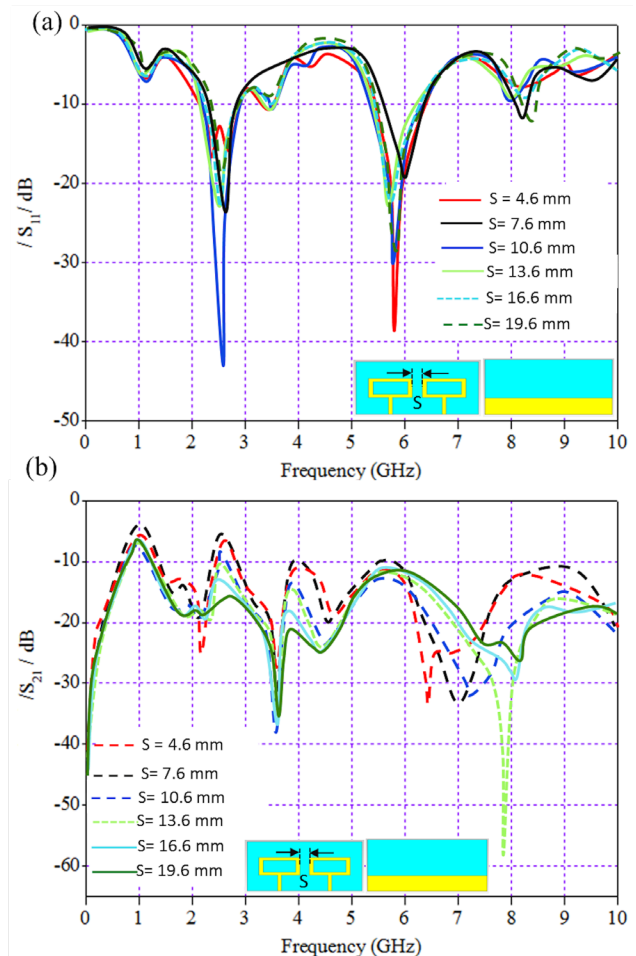 (a)
0
-10
-20
-30
-40
-50
/ S11/ dB
S = 4.6 mm
S= 7.6 mm
S= 10.6 mm
S= 13.6 mm
S= 16.6 mm
S= 19.6 mm
S
0 1 2 3 4 5 6 7 8 9 10
Frequency (GHz)
(b)
0
-10
-20
-30
-40
-50
-60
/S21/ dB
S = 4.6 mm
S= 7.6 mm
S= 10.6 mm
S= 13.6 mm
S= 16.6 mm
S= 19.6 mm
S
0 1 2 3 4 5 6 7 8 9 10
Frequency (GHz)